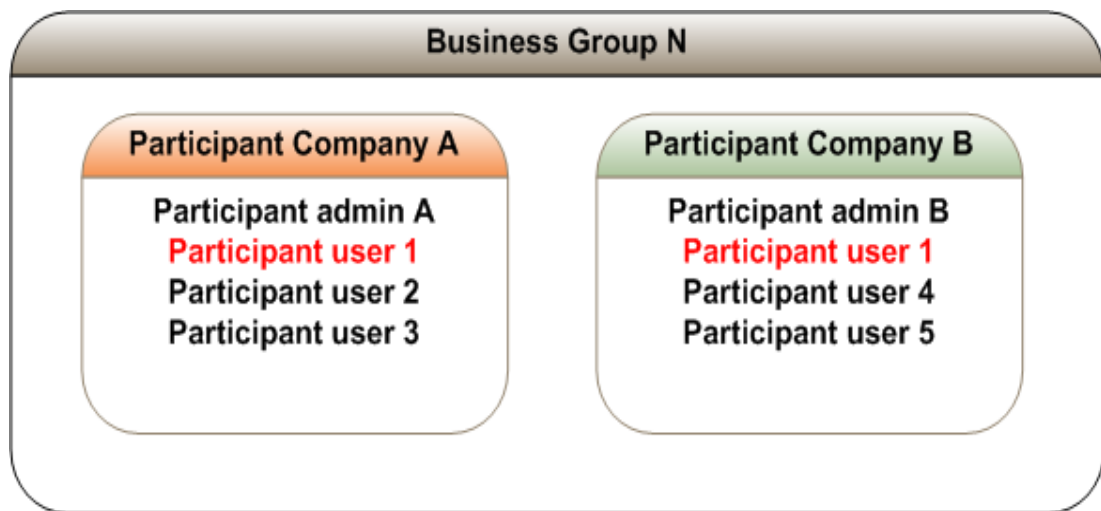 Business Group N
Participant Company A
Participant admin A
Participant user 1
Participant user 2
Participant user 3
Participant Company B
Participant admin B
Participant user 1
Participant user 4
Participant user 5